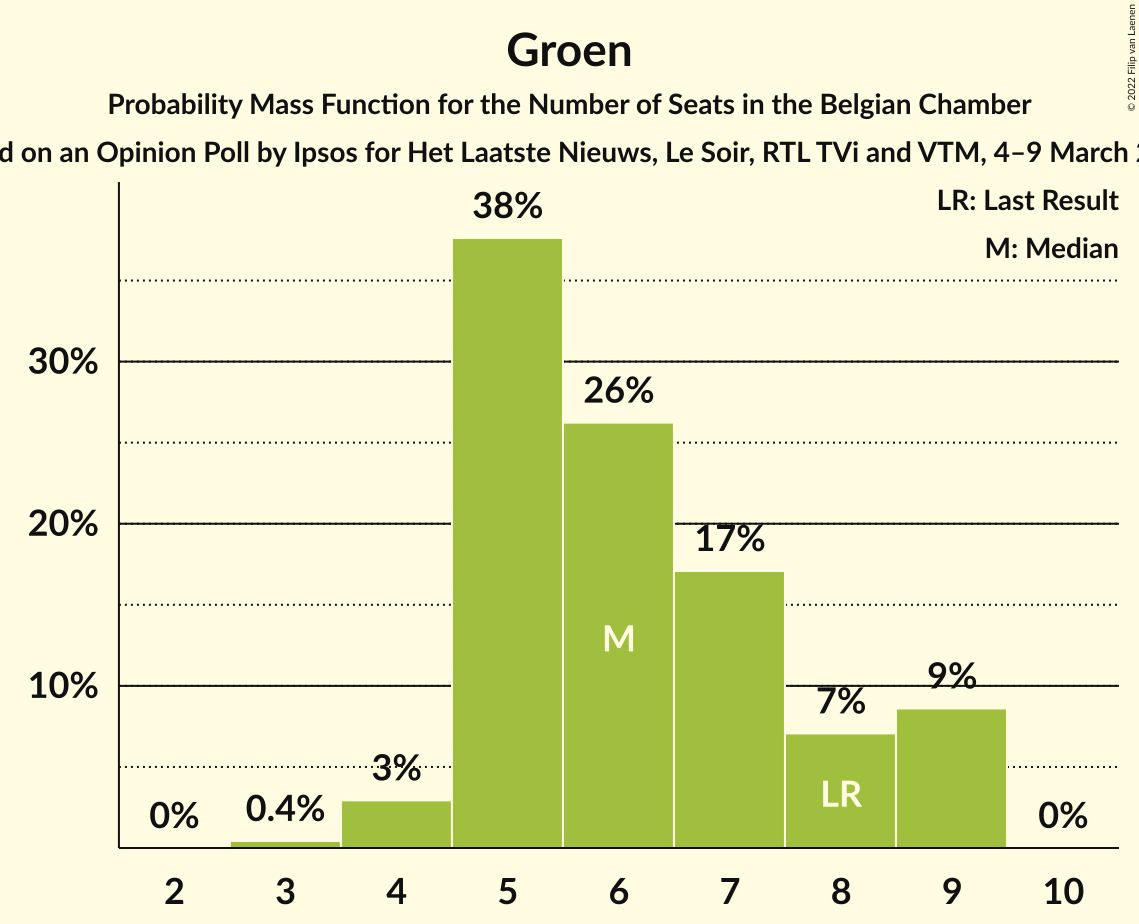 Groen
Probability Mass Function for the Number of Seats in the Belgian Chamber
on an Opinion Poll by Ipsos for Het Laatste Nieuws, Le Soir, RTL TVi and VTM, 4–9 March
© 2022 Filip van Laenen
LR: Last Result
M: Median
38%
30%
26%
20%
17%
M
10%
9%
7%
3%
LR
0.4%
0%
0%
2 3 4 5 6 7 8 9 10